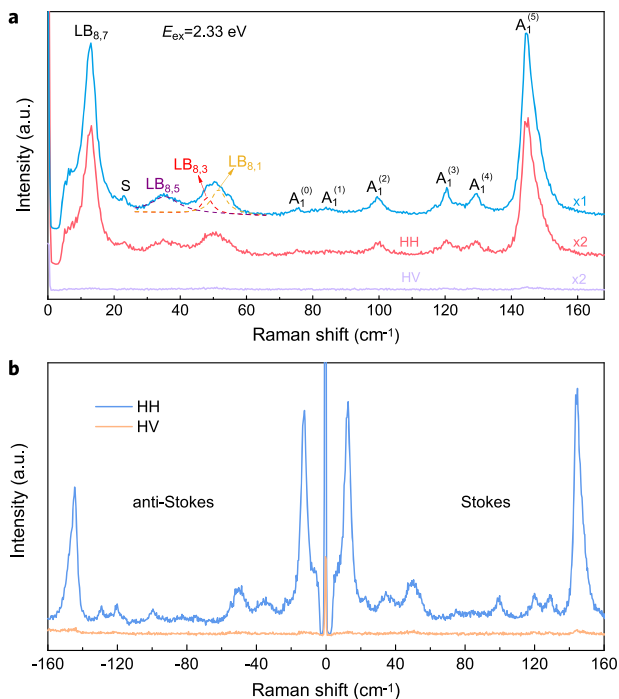 a
LB₈,₇
E_ex=2.33 eV
A₁⁽⁵⁾
S
LB₈,₅
LB₈,₃
LB₈,₁
A₁⁽⁰⁾
A₁⁽¹⁾
A₁⁽²⁾
A₁⁽³⁾
A₁⁽⁴⁾
x1
HH
x2
HV
x2
Intensity (a.u.)
0 20 40 60 80 100 120 140 160
Raman shift (cm⁻¹)
b
HH
HV
anti-Stokes
Stokes
Intensity (a.u.)
-160 -120 -80 -40 0 40 80 120 160
Raman shift (cm⁻¹)